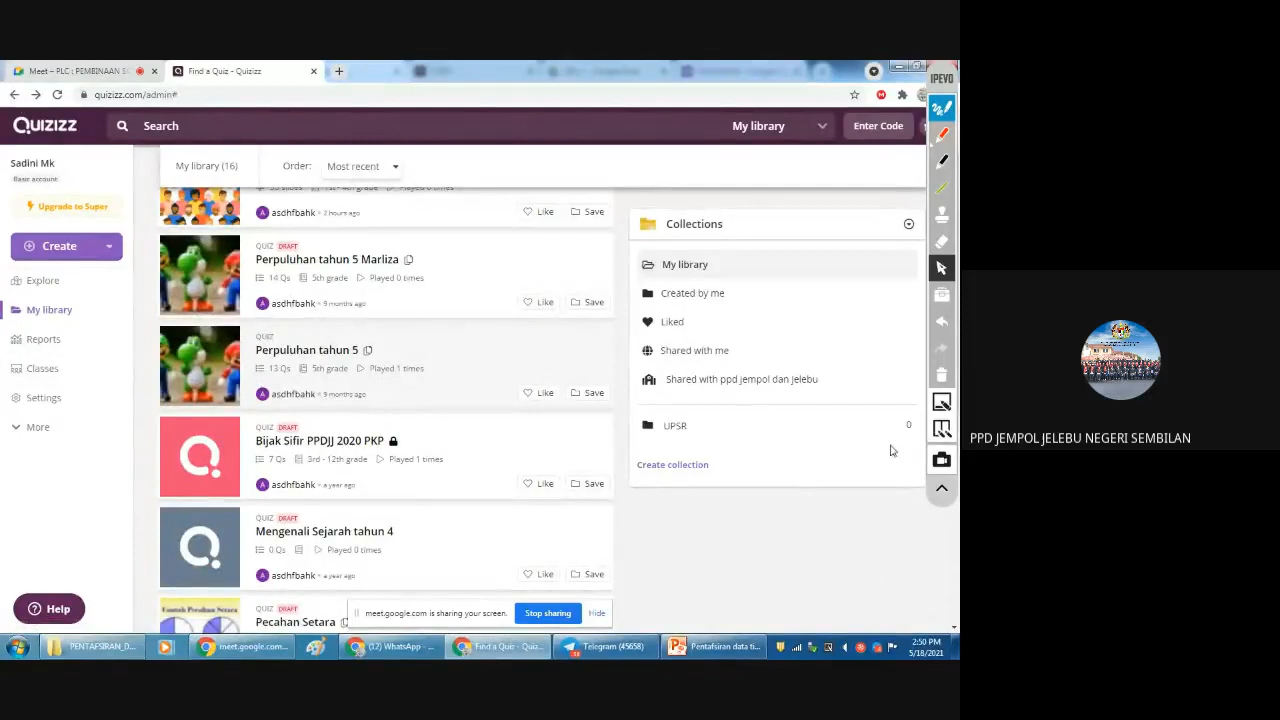 Meet – PLC ( PEMBINAAN S
Find a Quiz - Quizizz
quizizz.com/admin#
IPEVO
Quizizz
Search
My library
Enter Code
Sadini Mk
Basic account
Upgrade to Super
Create
Explore
My library
Reports
Classes
Settings
More
Help
My library (16)
Order:
Most recent
asdhfbahk • 2 hours ago
Like
Save
QUIZ DRAFT
Perpuluhan tahun 5 Marliza
14 Qs
5th grade
Played 0 times
asdhfbahk • 9 months ago
Like
Save
QUIZ
Perpuluhan tahun 5
13 Qs
5th grade
Played 1 times
asdhfbahk • 9 months ago
Like
Save
QUIZ DRAFT
Bijak Sifir PPDJJ 2020 PKP
7 Qs
3rd - 12th grade
Played 1 times
asdhfbahk • a year ago
Like
Save
QUIZ DRAFT
Mengenali Sejarah tahun 4
0 Qs
Played 0 times
asdhfbahk • a year ago
Like
Save
QUIZ DRAFT
Pecahan Setara
Collections
My library
Created by me
Liked
Shared with me
Shared with ppd jempol dan jelebu
UPSR
0
Create collection
meet.google.com is sharing your screen.
Stop sharing
Hide
PENTAFSIRAN_D...
meet.google.com...
(12) WhatsApp - ...
Find a Quiz - Quiz...
Telegram (45658)
Pentafsiran data ti...
2:50 PM
5/18/2021
PPD JEMPOL JELEBU NEGERI SEMBILAN